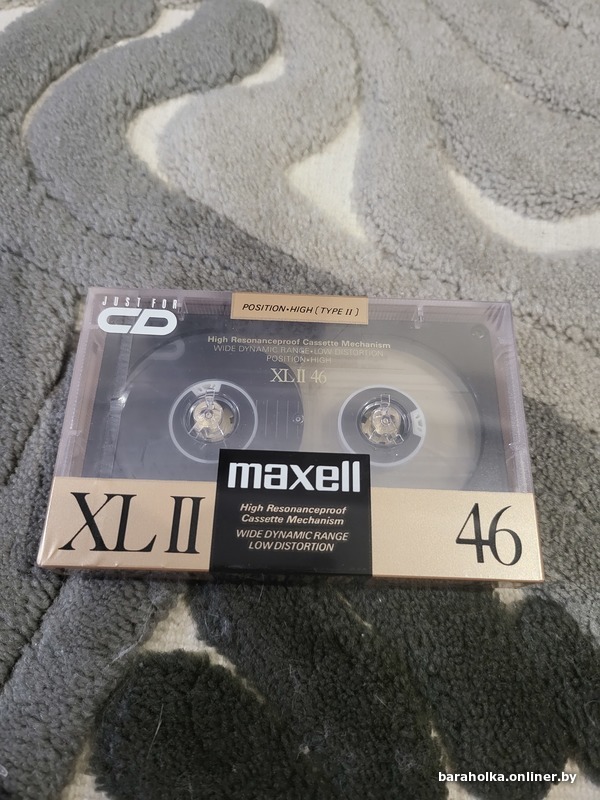 JUST FOR
CD
POSITION•HIGH (TYPE II)
High Resonanceproof Cassette Mechanism
WIDE DYNAMIC RANGE•LOW DISTORTION
POSITION•HIGH
XL II 46
maxell
High Resonanceproof
Cassette Mechanism
WIDE DYNAMIC RANGE
LOW DISTORTION
XL II
46
baraholka.onliner.by